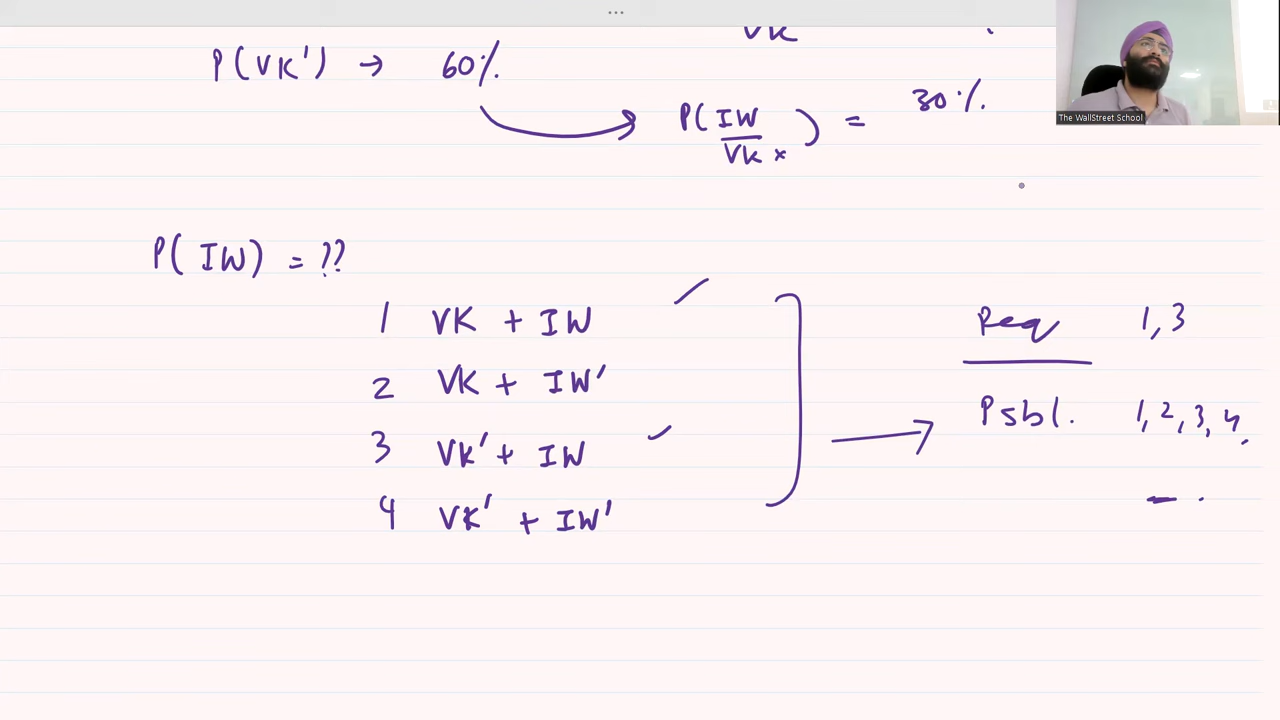 VK
P(VK') → 60%
P(IW/VK x) = 30%
The WallStreet School
P(IW) = ??
1 VK + IW ✓
2 VK + IW'
3 VK' + IW ✓
4 VK' + IW'
Req 1,3
Psbl. 1,2,3,4.